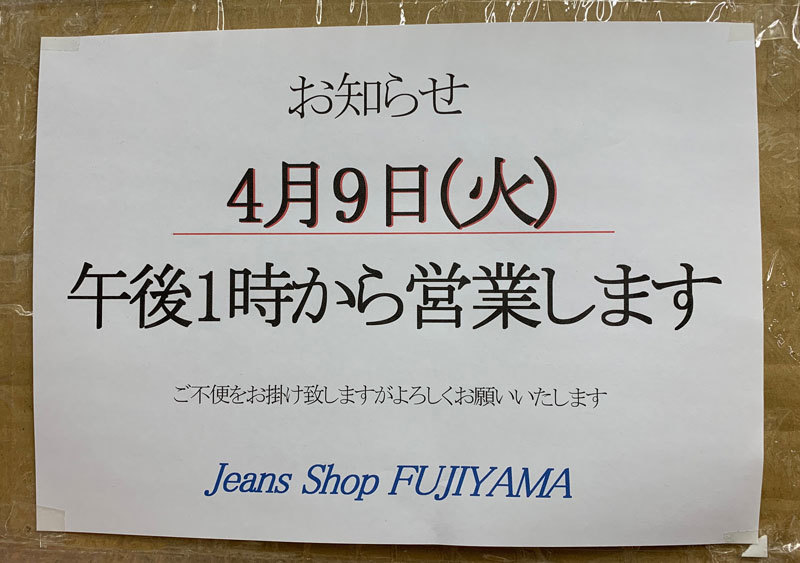 お知らせ
4月9日(火)
午後1時から営業します
ご不便をお掛け致しますがよろしくお願いいたします
Jeans Shop FUJIYAMA